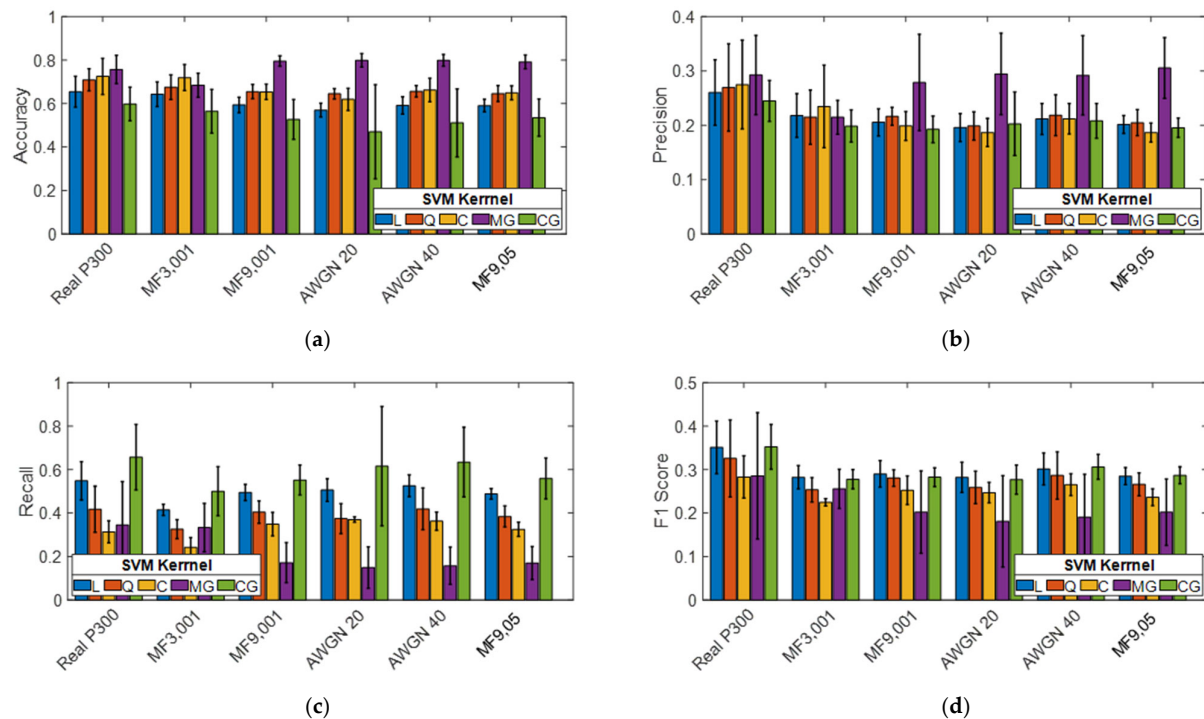 1
0.8
0.6
0.4
0.2
0
Accuracy
SVM Kerrnel
L Q C MG CG
Real P300
MF3,001
MF9,001
AWGN 20
AWGN 40
MF9,05
(a)
0.4
0.3
0.2
0.1
0
Precision
SVM Kerrnel
L Q C MG CG
Real P300
MF3,001
MF9,001
AWGN 20
AWGN 40
MF9,05
(b)
1
0.8
0.6
0.4
0.2
0
Recall
SVM Kerrnel
L Q C MG CG
Real P300
MF3,001
MF9,001
AWGN 20
AWGN 40
MF9,05
(c)
0.5
0.4
0.3
0.2
0.1
0
F1 Score
SVM Kerrnel
L Q C MG CG
Real P300
MF3,001
MF9,001
AWGN 20
AWGN 40
MF9,05
(d)